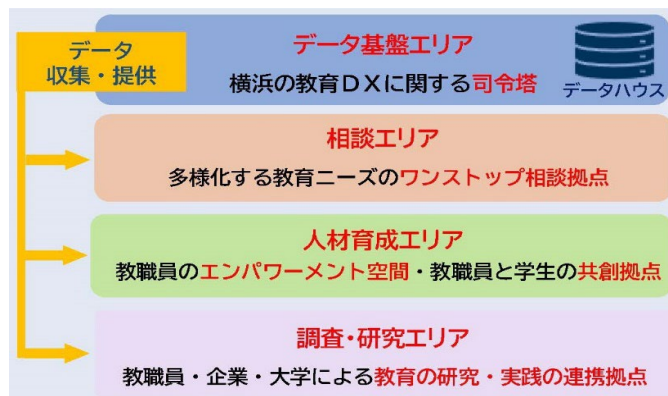 データ
収集・提供
データ基盤エリア
横浜の教育DXに関する司令塔
データハウス
相談エリア
多様化する教育ニーズのワンストップ相談拠点
人材育成エリア
教職員のエンパワーメント空間・教職員と学生の共創拠点
調査・研究エリア
教職員・企業・大学による教育の研究・実践の連携拠点